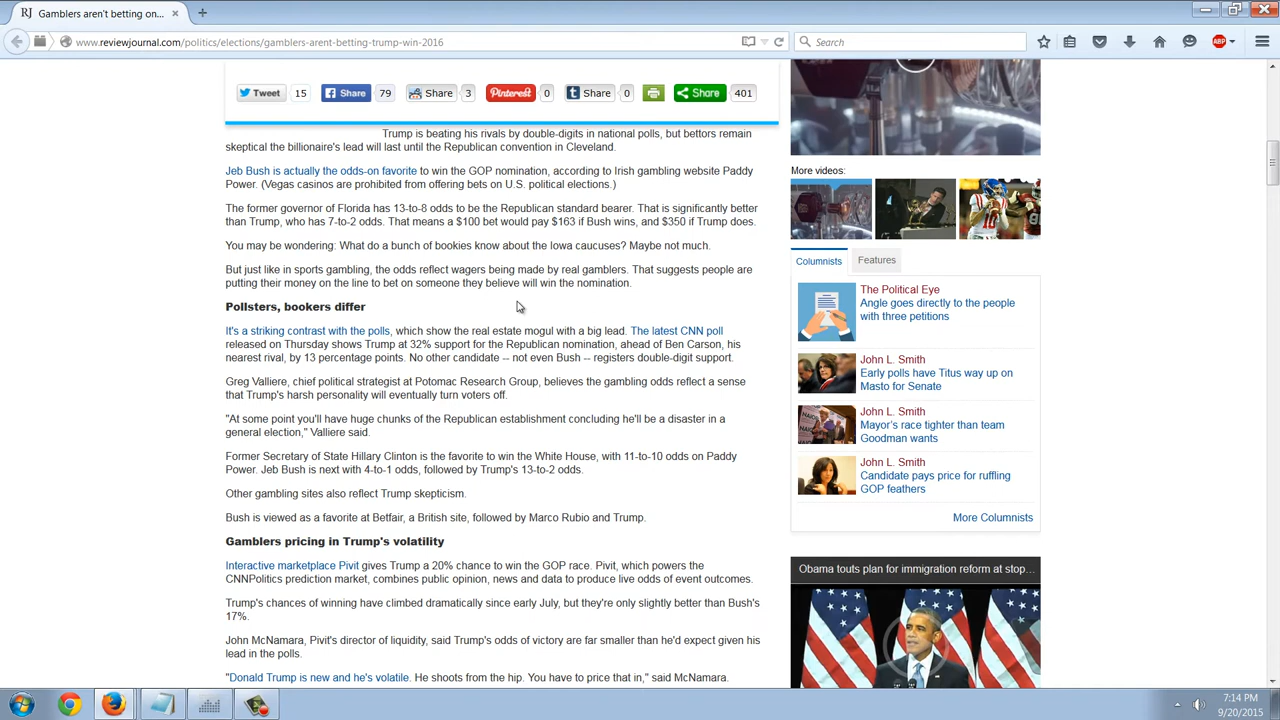 RJ Gamblers aren't betting on...
www.reviewjournal.com/politics/elections/gamblers-arent-betting-trump-win-2016
Search
ABP
Tweet 15 Share 79 Share 3 Pinterest 0 Share 0 Share 401
Trump is beating his rivals by double-digits in national polls, but bettors remain
skeptical the billionaire's lead will last until the Republican convention in Cleveland.
Jeb Bush is actually the odds-on favorite to win the GOP nomination, according to Irish gambling website Paddy
Power. (Vegas casinos are prohibited from offering bets on U.S. political elections.)
The former governor of Florida has 13-to-8 odds to be the Republican standard bearer. That is significantly better
than Trump, who has 7-to-2 odds. That means a $100 bet would pay $163 if Bush wins, and $350 if Trump does.
You may be wondering: What do a bunch of bookies know about the Iowa caucuses? Maybe not much.
But just like in sports gambling, the odds reflect wagers being made by real gamblers. That suggests people are
putting their money on the line to bet on someone they believe will win the nomination.
Pollsters, bookers differ
It's a striking contrast with the polls, which show the real estate mogul with a big lead. The latest CNN poll
released on Thursday shows Trump at 32% support for the Republican nomination, ahead of Ben Carson, his
nearest rival, by 13 percentage points. No other candidate -- not even Bush -- registers double-digit support.
Greg Valliere, chief political strategist at Potomac Research Group, believes the gambling odds reflect a sense
that Trump's harsh personality will eventually turn voters off.
"At some point you'll have huge chunks of the Republican establishment concluding he'll be a disaster in a
general election," Valliere said.
Former Secretary of State Hillary Clinton is the favorite to win the White House, with 11-to-10 odds on Paddy
Power. Jeb Bush is next with 4-to-1 odds, followed by Trump's 13-to-2 odds.
Other gambling sites also reflect Trump skepticism.
Bush is viewed as a favorite at Betfair, a British site, followed by Marco Rubio and Trump.
Gamblers pricing in Trump's volatility
Interactive marketplace Pivit gives Trump a 20% chance to win the GOP race. Pivit, which powers the
CNNPolitics prediction market, combines public opinion, news and data to produce live odds of event outcomes.
Trump's chances of winning have climbed dramatically since early July, but they're only slightly better than Bush's
17%.
John McNamara, Pivit's director of liquidity, said Trump's odds of victory are far smaller than he'd expect given his
lead in the polls.
"Donald Trump is new and he's volatile. He shoots from the hip. You have to price that in," said McNamara.
More videos:
Columnists Features
The Political Eye
Angle goes directly to the people
with three petitions
John L. Smith
Early polls have Titus way up on
Masto for Senate
John L. Smith
Mayor's race tighter than team
Goodman wants
John L. Smith
Candidate pays price for ruffling
GOP feathers
More Columnists
Obama touts plan for immigration reform at stop...
7:14 PM
9/20/2015